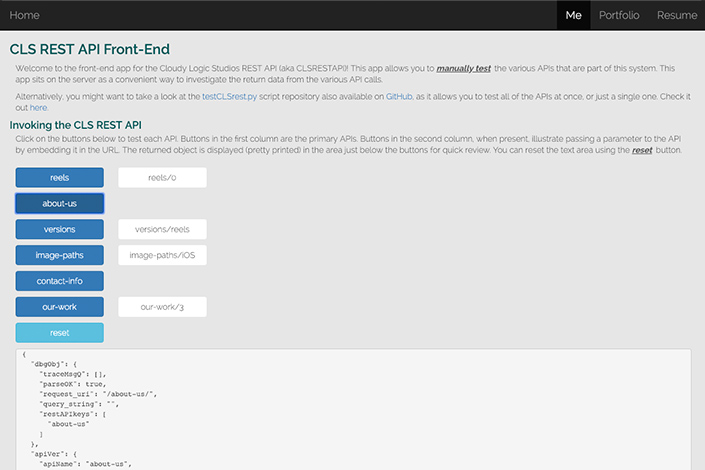 Home Me Portfolio Resume
CLS REST API Front-End
Welcome to the front-end app for the Cloudy Logic Studios REST API (aka CLSRESTAPI)! This app allows you to manually test the various APIs that are part of this system. This
app sits on the server as a convenient way to investigate the return data from the various API calls.
Alternatively, you might want to take a look at the testCLSrest.py script repository also available on GitHub, as it allows you to test all of the APIs at once, or just a single one. Check it
out here.
Invoking the CLS REST API
Click on the buttons below to test each API. Buttons in the first column are the primary APIs. Buttons in the second column, when present, illustrate passing a parameter to the API
by embedding it in the URL. The returned object is displayed (pretty printed) in the area just below the buttons for quick review. You can reset the text area using the reset button.
reels reels/0
about-us
versions versions/reels
image-paths image-paths/iOS
contact-info
our-work our-work/3
reset
{
"dbgObj": {
"traceMsgQ": [],
"parseOK": true,
"request_uri": "/about-us/",
"query_string": "",
"restAPIkeys": [
"about-us"
]
},
"apiVer": {
"apiName": "about-us",